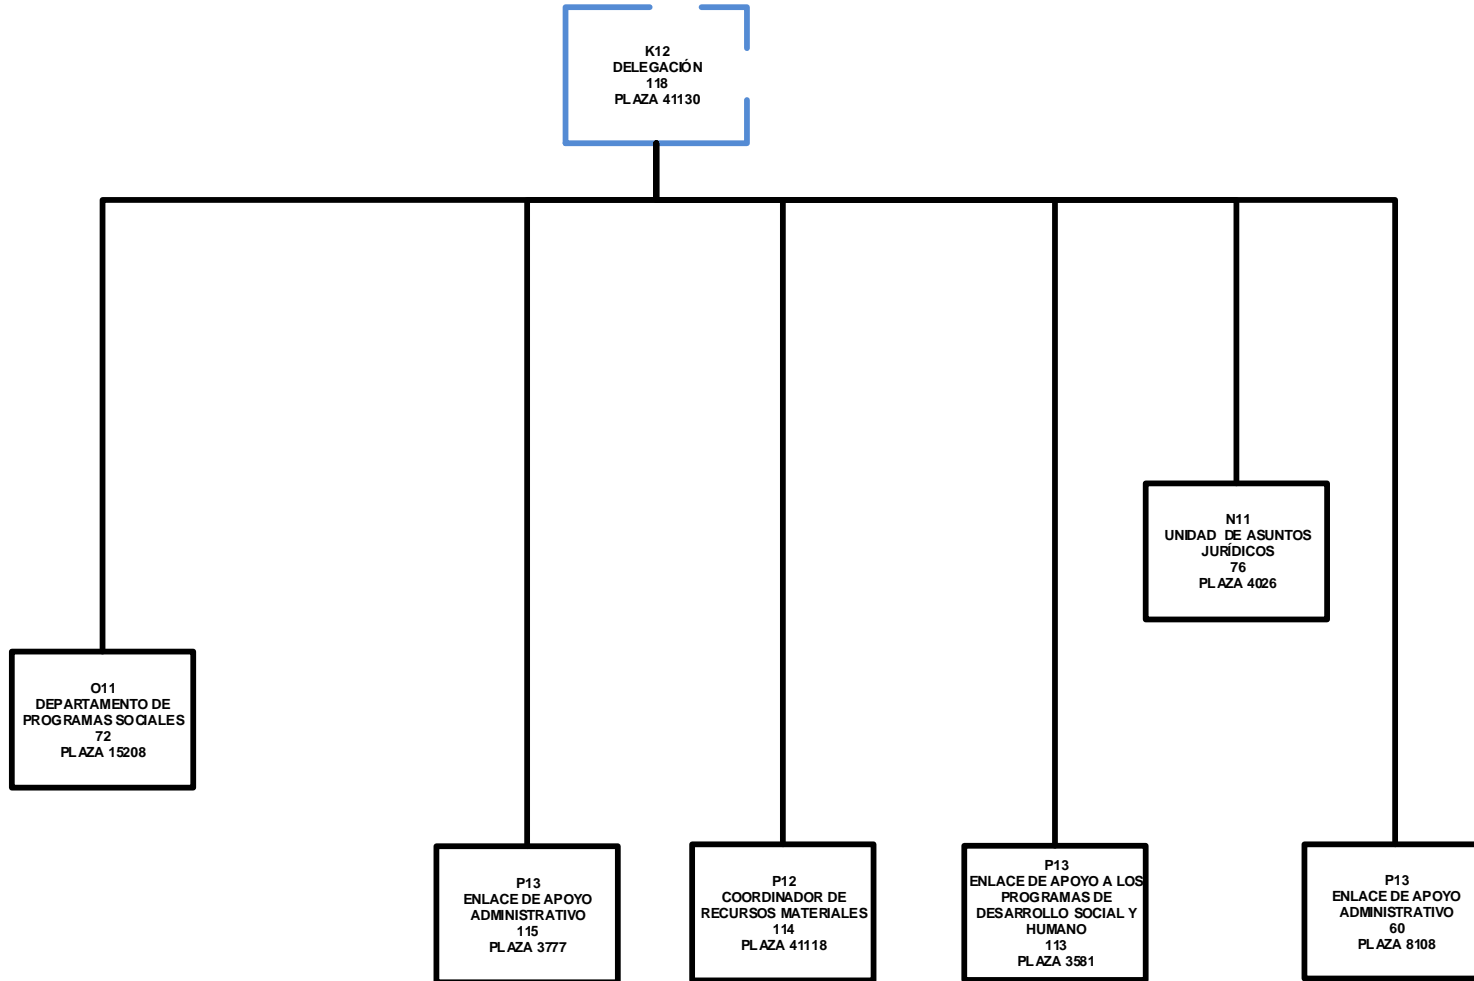 K12
DELEGACIÓN
118
PLAZA 41130
N11
UNIDAD DE ASUNTOS
JURÍDICOS
76
PLAZA 4026
O11
DEPARTAMENTO DE
PROGRAMAS SOCIALES
72
PLAZA 15208
P13
ENLACE DE APOYO
ADMINISTRATIVO
115
PLAZA 3777
P12
COORDINADOR DE
RECURSOS MATERIALES
114
PLAZA 41118
P13
ENLACE DE APOYO A LOS
PROGRAMAS DE
DESARROLLO SOCIAL Y
HUMANO
113
PLAZA 3581
P13
ENLACE DE APOYO
ADMINISTRATIVO
60
PLAZA 8108